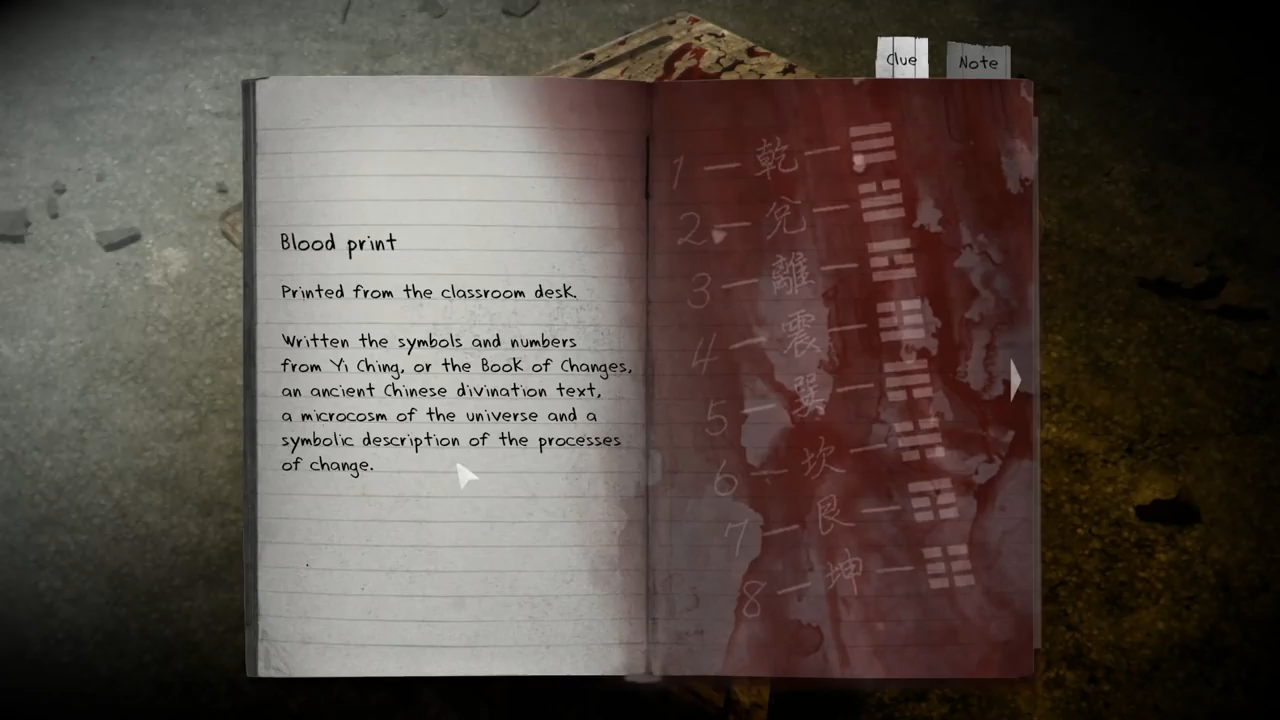 Clue
Note
Blood print
Printed from the classroom desk.
Written the symbols and numbers
from Yi Ching, or the Book of Changes,
an ancient Chinese divination text,
a microcosm of the universe and a
symbolic description of the processes
of change.
1 — 乾 — ☰
2 — 兌 — ☱
3 — 離 — ☲
4 — 震 — ☳
5 — 巽 — ☴
6 — 坎 — ☵
7 — 艮 — ☶
8 — 坤 — ☷